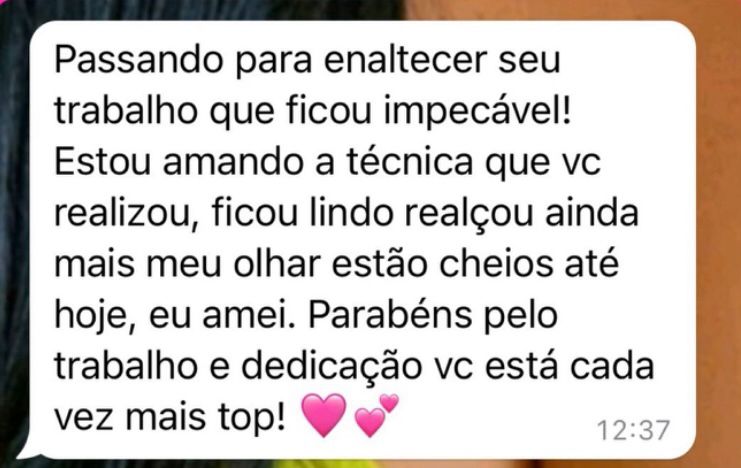 Passando para enaltecer seu
trabalho que ficou impecável!
Estou amando a técnica que vc
realizou, ficou lindo realçou ainda
mais meu olhar estão cheios até
hoje, eu amei. Parabéns pelo
trabalho e dedicação vc está cada
vez mais top! 🩷💕
12:37